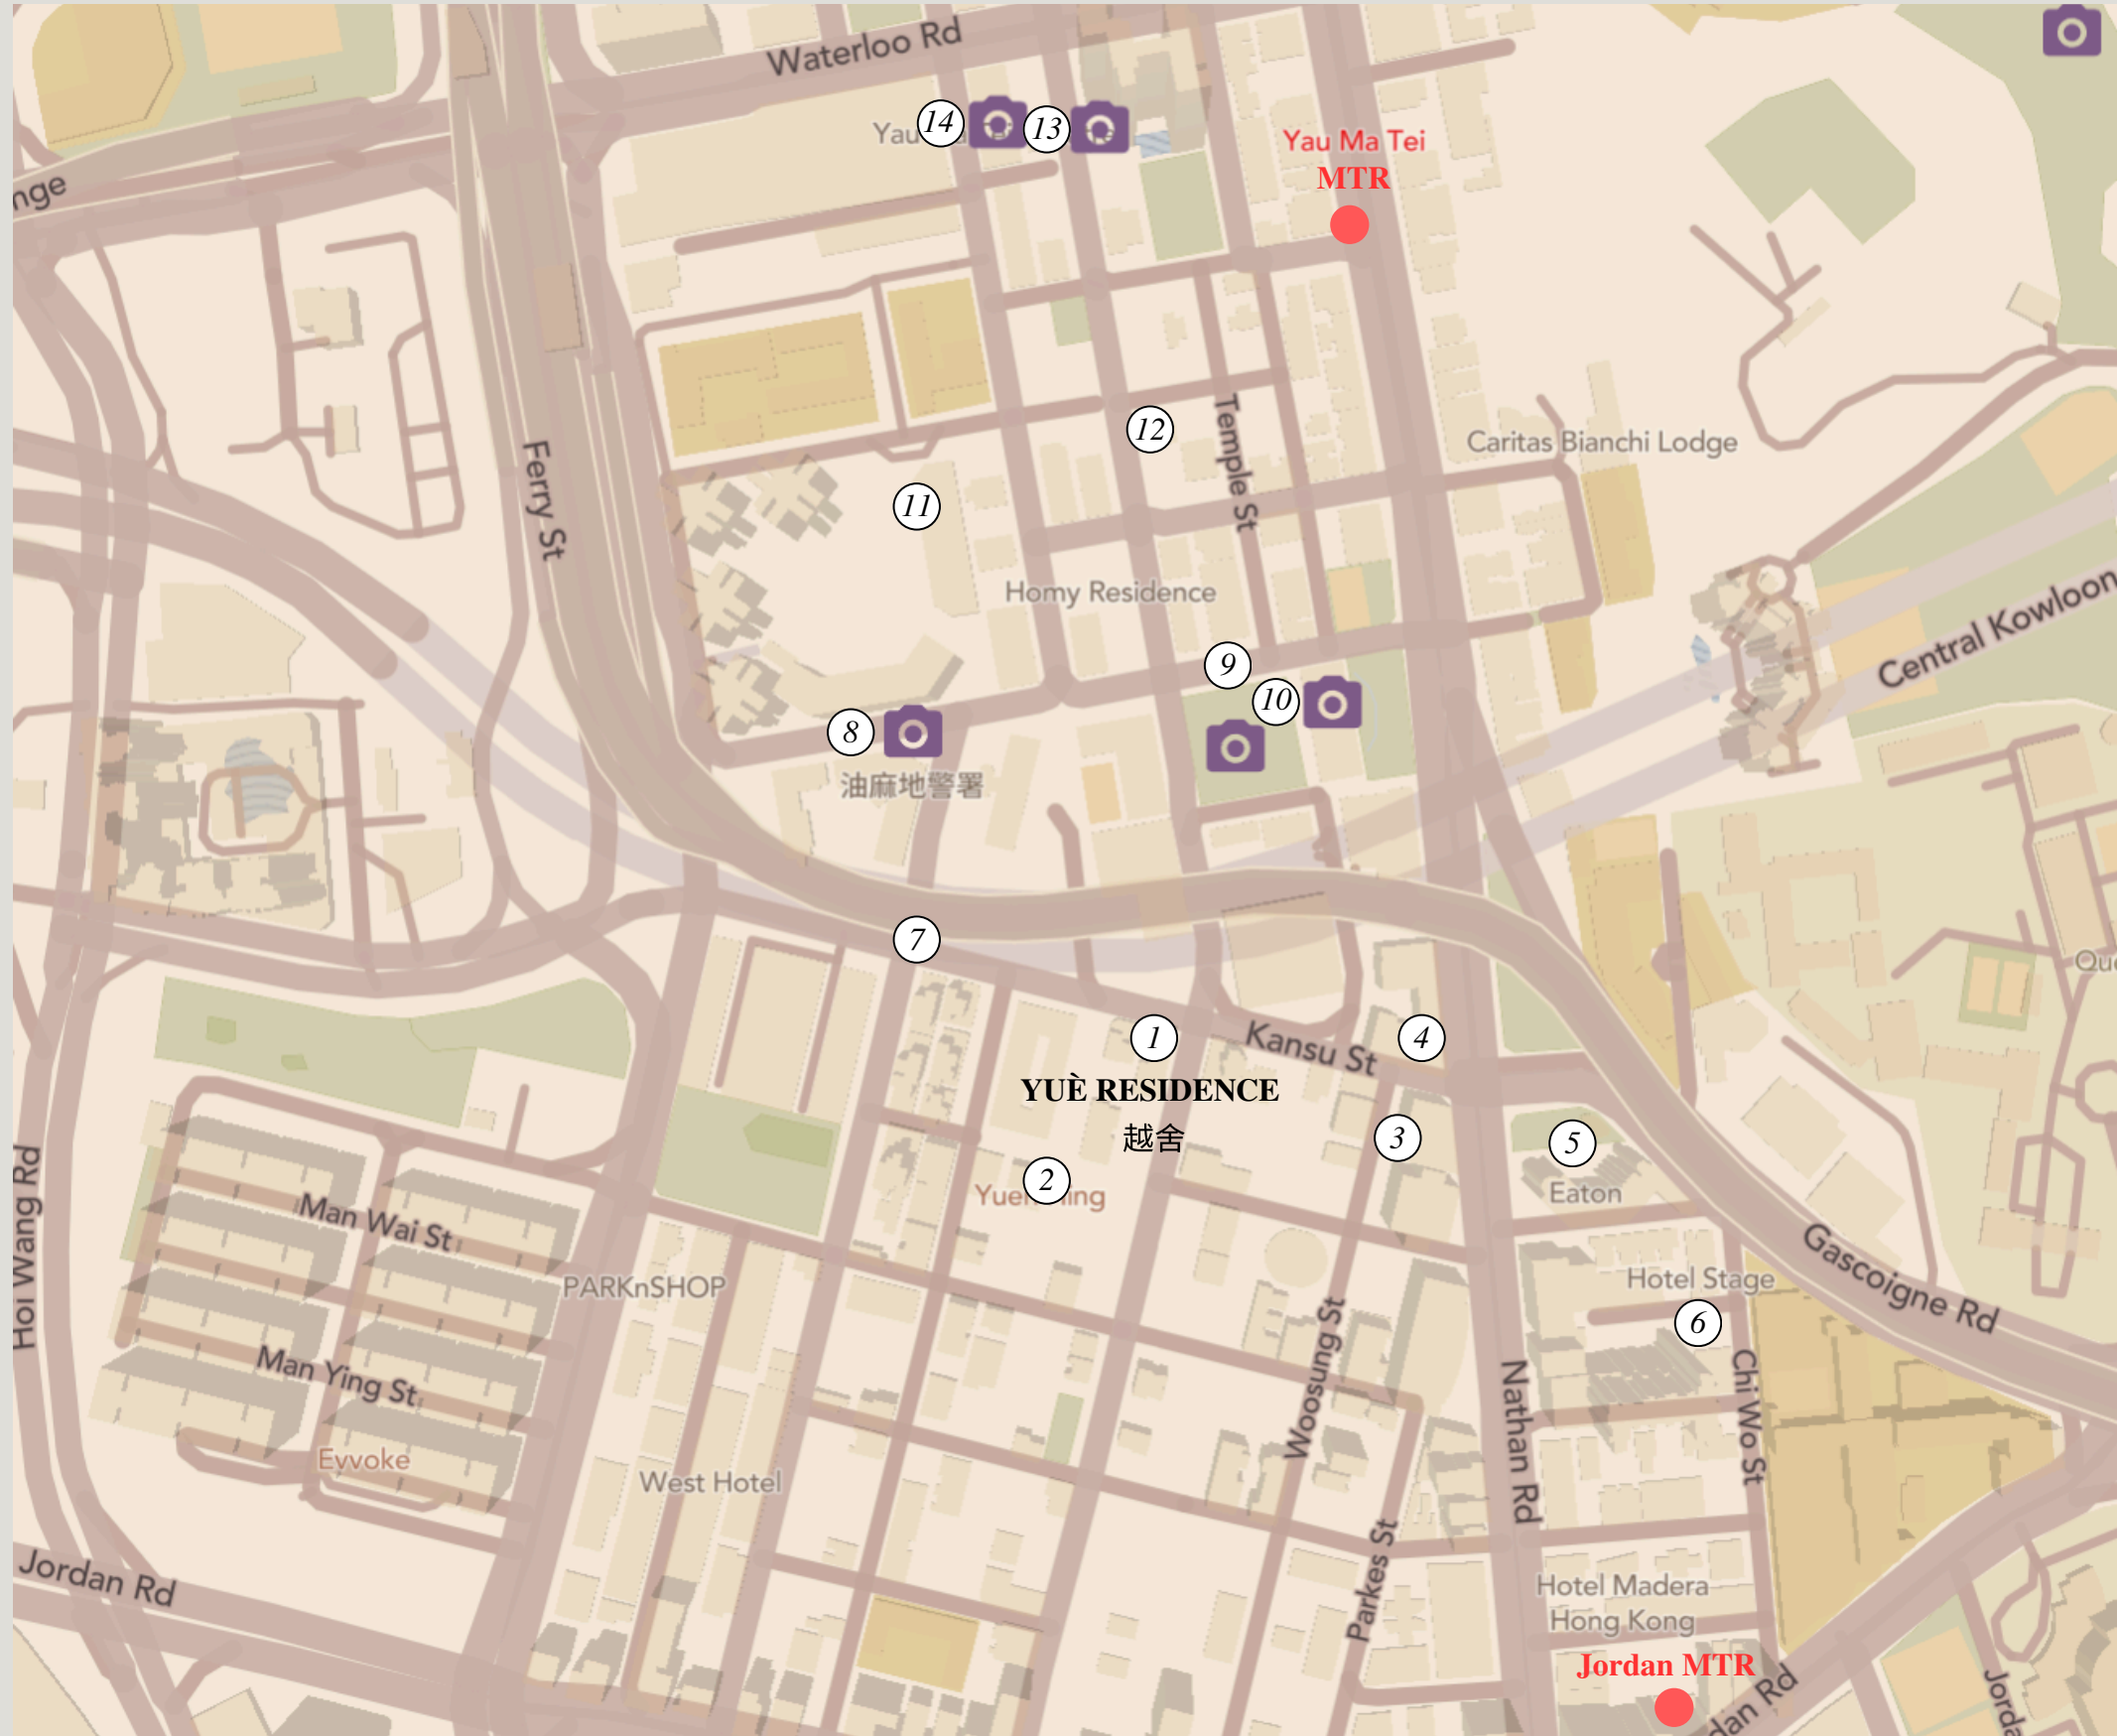 Waterloo Rd
14
13
Yau
Yau Ma Tei
MTR
nge
12
Temple St
Caritas Bianchi Lodge
Ferry St
11
Homy Residence
Central Kowloon
9
10
8
油麻地警署
7
Que
1
Kansu St
4
YUÈ RESIDENCE
越舍
3
5
2
Eaton
Man Wai St
Hoi Wang Rd
PARKnSHOP
Gascoigne Rd
Hotel Stage
6
Woosung St
Man Ying St
Nathan Rd
Chi Wo St
Evvoke
West Hotel
Parkes St
Jordan Rd
Hotel Madera
Hong Kong
Jordan MTR
dan Rd
Jorda